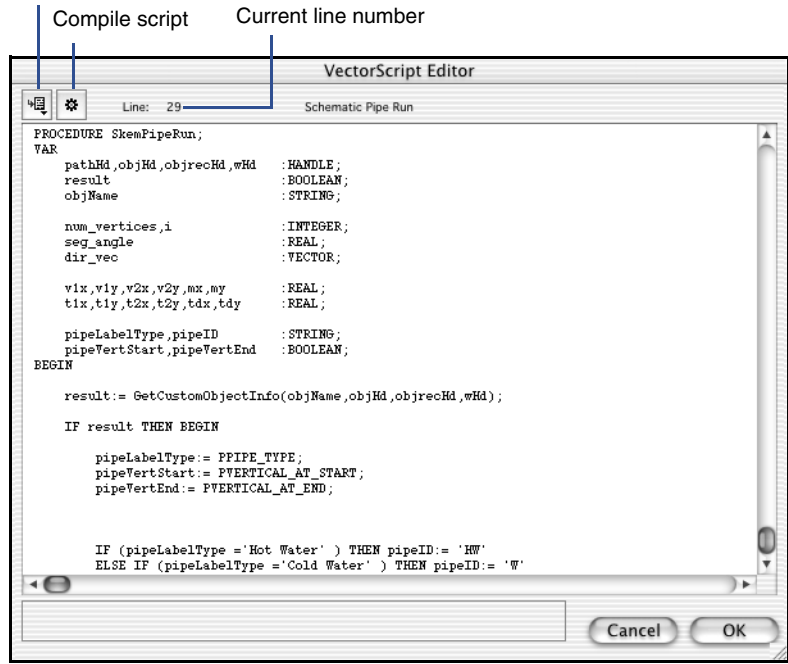 Compile script
Current line number
VectorScript Editor
Line: 29 Schematic Pipe Run
PROCEDURE SkemPipeRun;
VAR
pathHd,objHd,objrecHd,wHd :HANDLE;
result :BOOLEAN;
objName :STRING;
num_vertices,i :INTEGER;
seg_angle :REAL;
dir_vec :VECTOR;
v1x,v1y,v2x,v2y,mx,my :REAL;
t1x,t1y,t2x,t2y,tdx,tdy :REAL;
pipeLabelType,pipeID :STRING;
pipeVertStart,pipeVertEnd :BOOLEAN;
BEGIN
result:= GetCustomObjectInfo(objName,objHd,objrecHd,wHd);
IF result THEN BEGIN
pipeLabelType:= PPIPE_TYPE;
pipeVertStart:= PVERTICAL_AT_START;
pipeVertEnd:= PVERTICAL_AT_END;
IF (pipeLabelType ='Hot Water' ) THEN pipeID:= 'HW'
ELSE IF (pipeLabelType ='Cold Water' ) THEN pipeID:= 'W'
Cancel OK